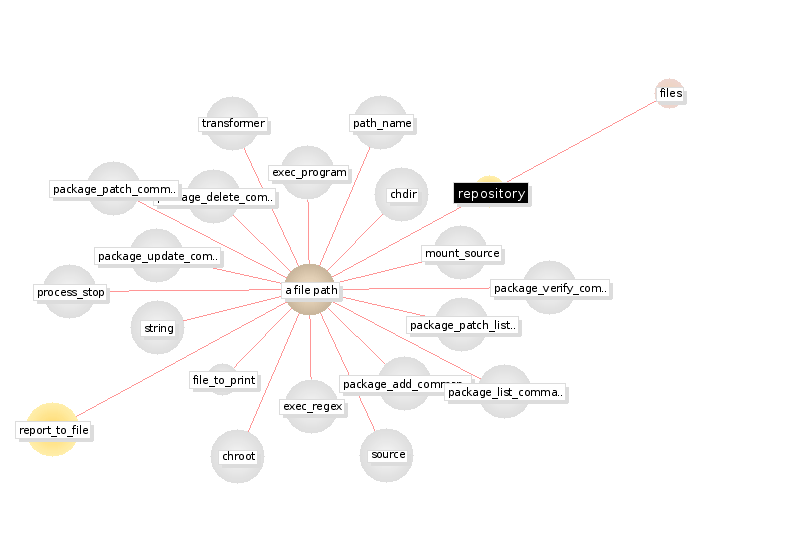 files
transformer
path_name
exec_program
package_patch_comm..
age_delete_com..
chdir
repository
package_update_com..
mount_source
process_stop
a file path
package_verify_com..
string
package_patch_list..
file_to_print
package_add_comman
package_list_comma..
exec_regex
report_to_file
chroot
source